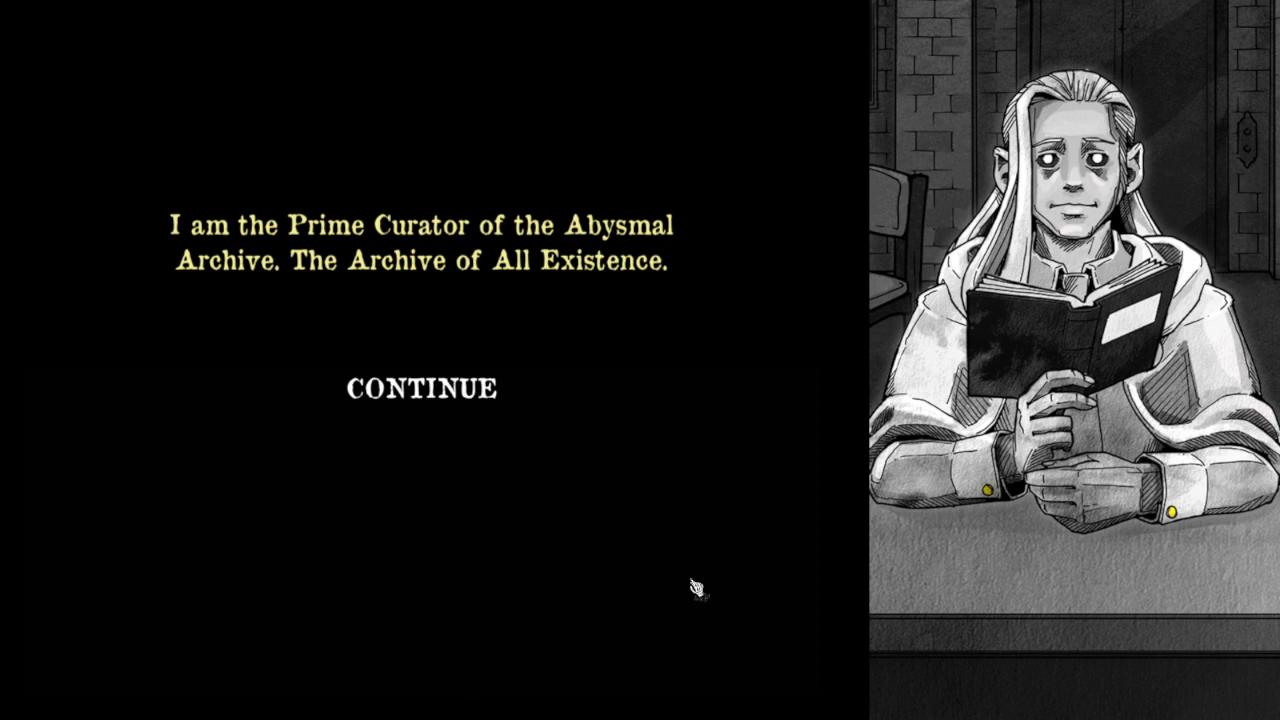 I am the Prime Curator of the Abysmal
Archive. The Archive of All Existence.
CONTINUE